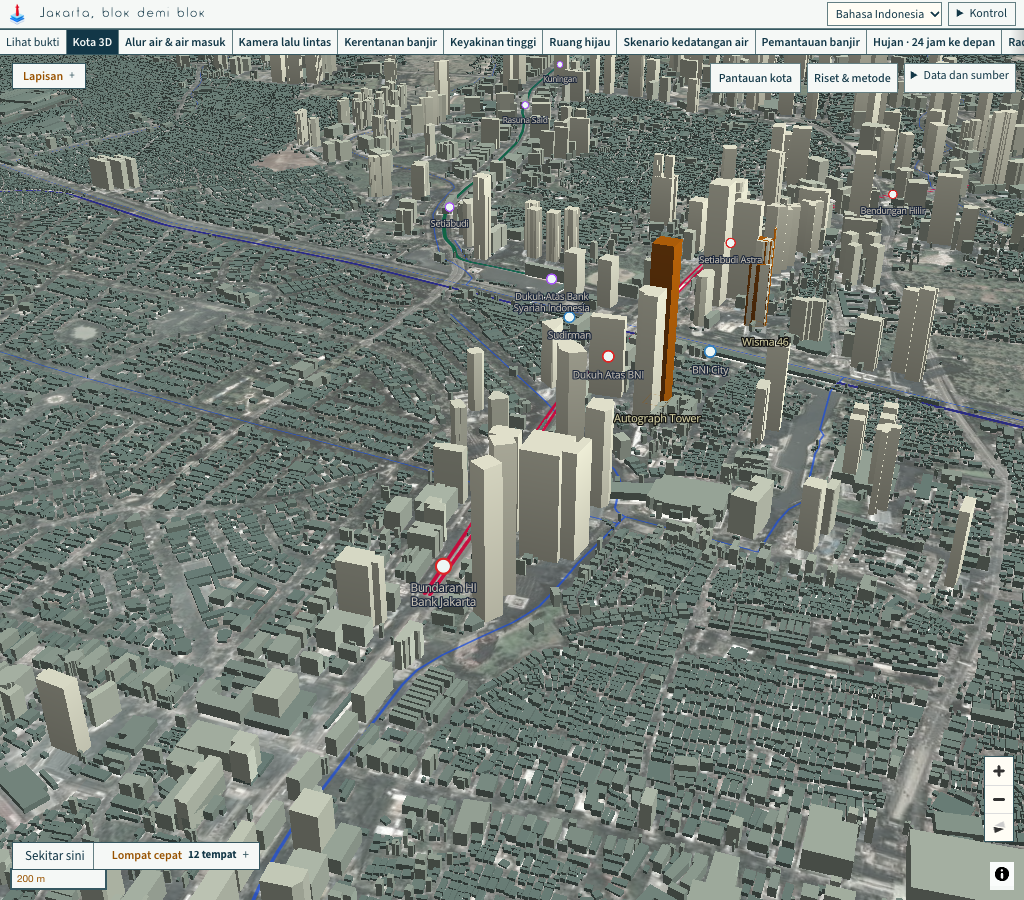 Jakarta, blok demi blok
Bahasa Indonesia
Kontrol
Lihat bukti
Kota 3D
Alur air & air masuk
Kamera lalu lintas
Kerentanan banjir
Keyakinan tinggi
Ruang hijau
Skenario kedatangan air
Pemantauan banjir
Hujan · 24 jam ke depan
Lapisan +
Pantauan kota
Riset & metode
Data dan sumber
Kuningan
Rasuna Said
Setiabudi
Bendungan Hilir
Setiabudi Astra
Dukuh Atas Bank
Syariah Indonesia
Sudirman
Wisma 46
BNI City
Dukuh Atas BNI
Autograph Tower
Bundaran HI
Bank Jakarta
Sekitar sini
Lompat cepat 12 tempat +
200 m